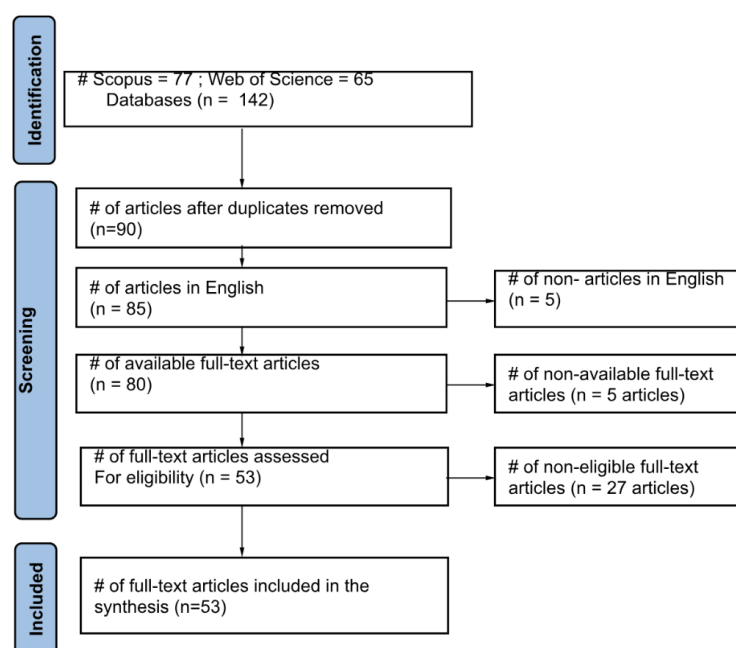 Identification
# Scopus = 77 ; Web of Science = 65
Databases (n =  142)
Screening
# of articles after duplicates removed
(n=90)
# of articles in English
(n = 85)
# of non- articles in English
(n = 5)
# of available full-text articles
(n = 80)
# of non-available full-text
articles (n = 5 articles)
# of full-text articles assessed
For eligibility (n = 53)
# of non-eligible full-text
articles (n = 27 articles)
Included
# of full-text articles included in the
synthesis (n=53)